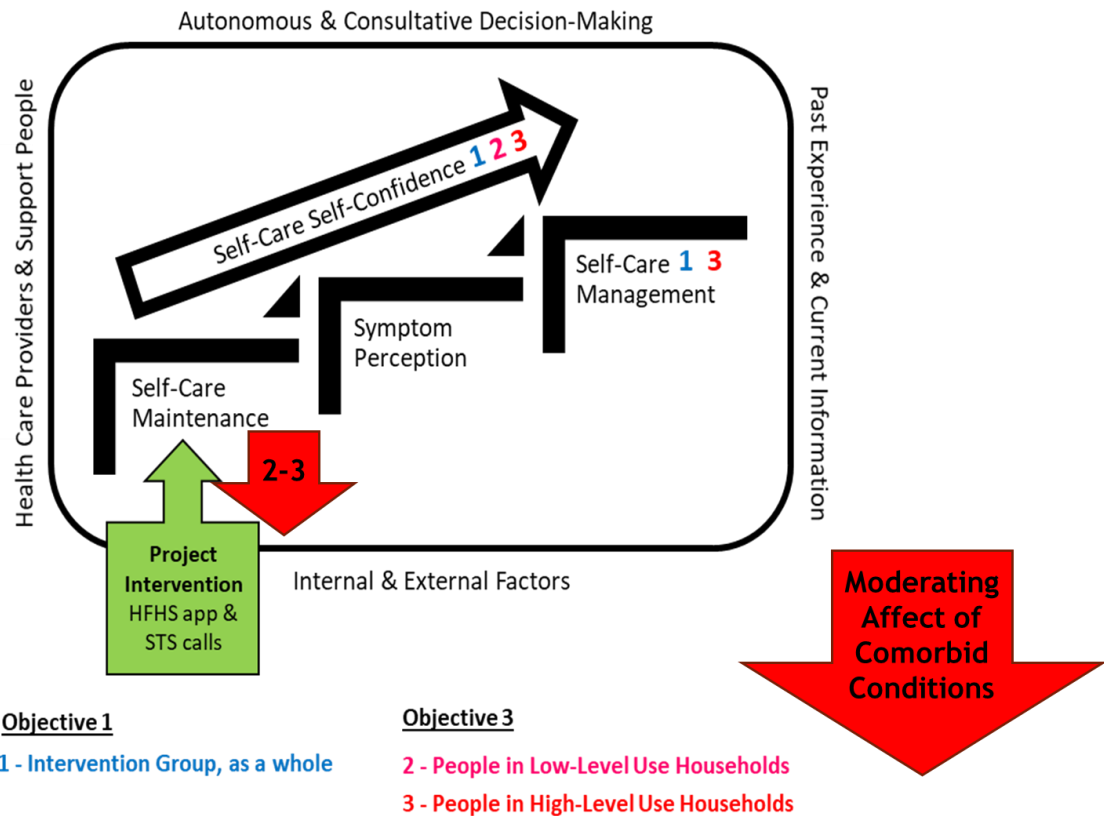 Autonomous & Consultative Decision-Making
Health Care Providers & Support People
Past Experience & Current Information
Self-Care Self-Confidence 1 2 3
Self-Care 1 3
Management
Symptom
Perception
Self-Care
Maintenance
2-3
Project
Intervention
HFHS app &
STS calls
Internal & External Factors
Moderating
Affect of
Comorbid
Conditions
Objective 1
1 - Intervention Group, as a whole
Objective 3
2 - People in Low-Level Use Households
3 - People in High-Level Use Households